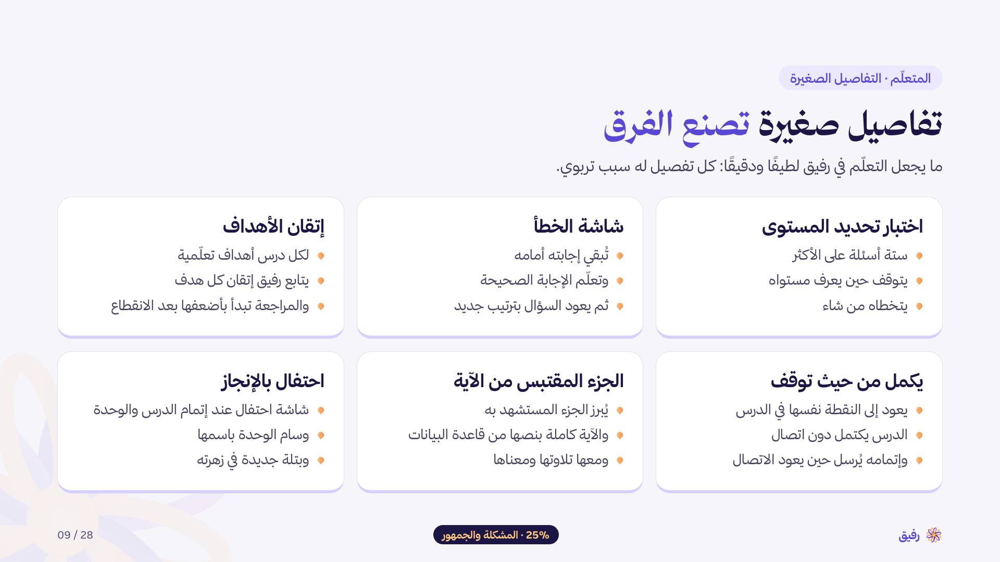 المتعلّم · التفاصيل الصغيرة
تفاصيل صغيرة تصنع الفرق
ما يجعل التعلّم في رفيق لطيفًا ودقيقًا: كل تفصيل له سبب تربوي.
اختبار تحديد المستوى
ستة أسئلة على الأكثر
يتوقف حين يعرف مستواه
يتخطاه من شاء
شاشة الخطأ
تُبقي إجابته أمامه
وتعلّم الإجابة الصحيحة
ثم يعود السؤال بترتيب جديد
إتقان الأهداف
لكل درس أهداف تعلّمية
يتابع رفيق إتقان كل هدف
والمراجعة تبدأ بأضعفها بعد الانقطاع
يكمل من حيث توقف
يعود إلى النقطة نفسها في الدرس
الدرس يكتمل دون اتصال
وإتمامه يُرسل حين يعود الاتصال
الجزء المقتبس من الآية
يُبرز الجزء المستشهد به
والآية كاملة بنصها من قاعدة البيانات
ومعها تلاوتها ومعناها
احتفال بالإنجاز
شاشة احتفال عند إتمام الدرس والوحدة
وسام الوحدة باسمها
وبتلة جديدة في زهرته
رفيق
25% · المشكلة والجمهور
09 / 28